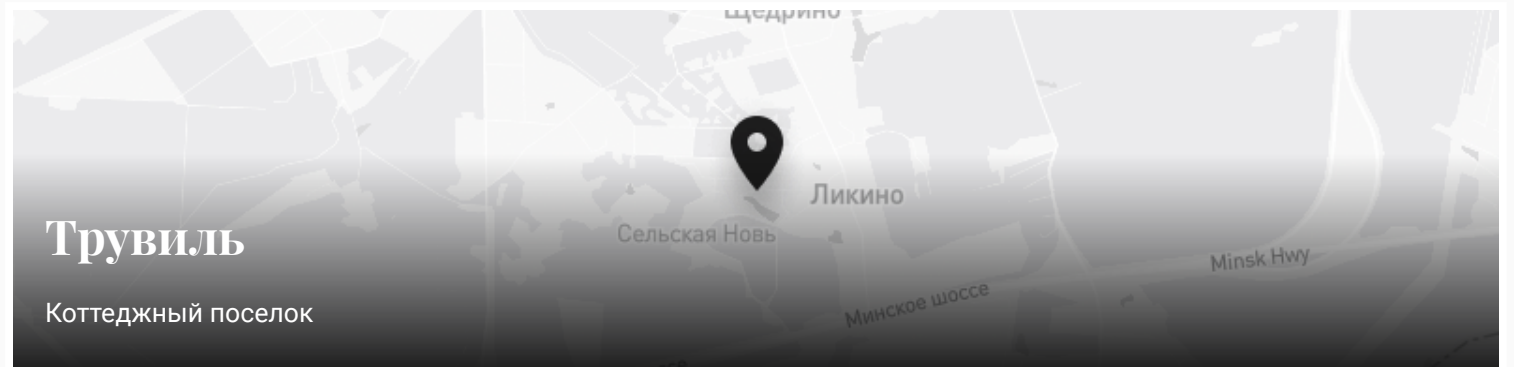 Щедрино
Ликино
Сельская Новь
Трувиль
Minsk Hwy
Минское шоссе
Коттеджный поселок